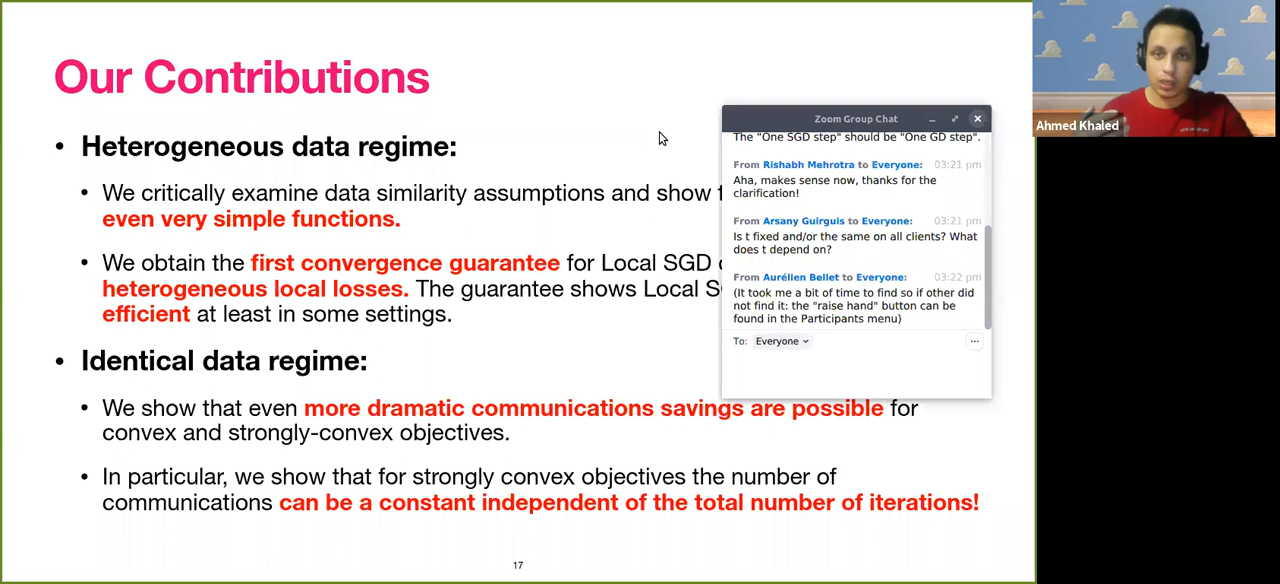 Our Contributions
• Heterogeneous data regime:
• We critically examine data similarity assumptions and show
even very simple functions.
• We obtain the first convergence guarantee for Local SGD
heterogeneous local losses. The guarantee shows Local
efficient at least in some settings.
• Identical data regime:
• We show that even more dramatic communications savings are possible for
convex and strongly-convex objectives.
• In particular, we show that for strongly convex objectives the number of
communications can be a constant independent of the total number of iterations!
17
Zoom Group Chat
The "One SGD step" should be "One GD step".
From Rishabh Mehrotra to Everyone: 03:21 pm
Aha, makes sense now, thanks for the
clarification!
From Arsany Guirguis to Everyone: 03:21 pm
Is t fixed and/or the same on all clients? What
does t depend on?
From Aurélien Bellet to Everyone: 03:22 pm
(It took me a bit of time to find so if other did
not find it: the "raise hand" button can be
found in the Participants menu)
To: Everyone
Ahmed Khaled